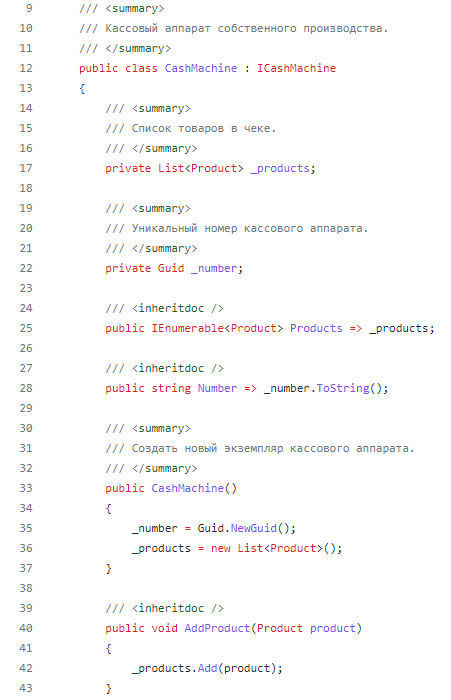 9 /// <summary>
10 /// Кассовый аппарат собственного производства.
11 /// </summary>
12 public class CashMachine : ICashMachine
13 {
14 /// <summary>
15 /// Список товаров в чеке.
16 /// </summary>
17 private List<Product> _products;
18
19 /// <summary>
20 /// Уникальный номер кассового аппарата.
21 /// </summary>
22 private Guid _number;
23
24 /// <inheritdoc />
25 public IEnumerable<Product> Products => _products;
26
27 /// <inheritdoc />
28 public string Number => _number.ToString();
29
30 /// <summary>
31 /// Создать новый экземпляр кассового аппарата.
32 /// </summary>
33 public CashMachine()
34 {
35 _number = Guid.NewGuid();
36 _products = new List<Product>();
37 }
38
39 /// <inheritdoc />
40 public void AddProduct(Product product)
41 {
42 _products.Add(product);
43 }